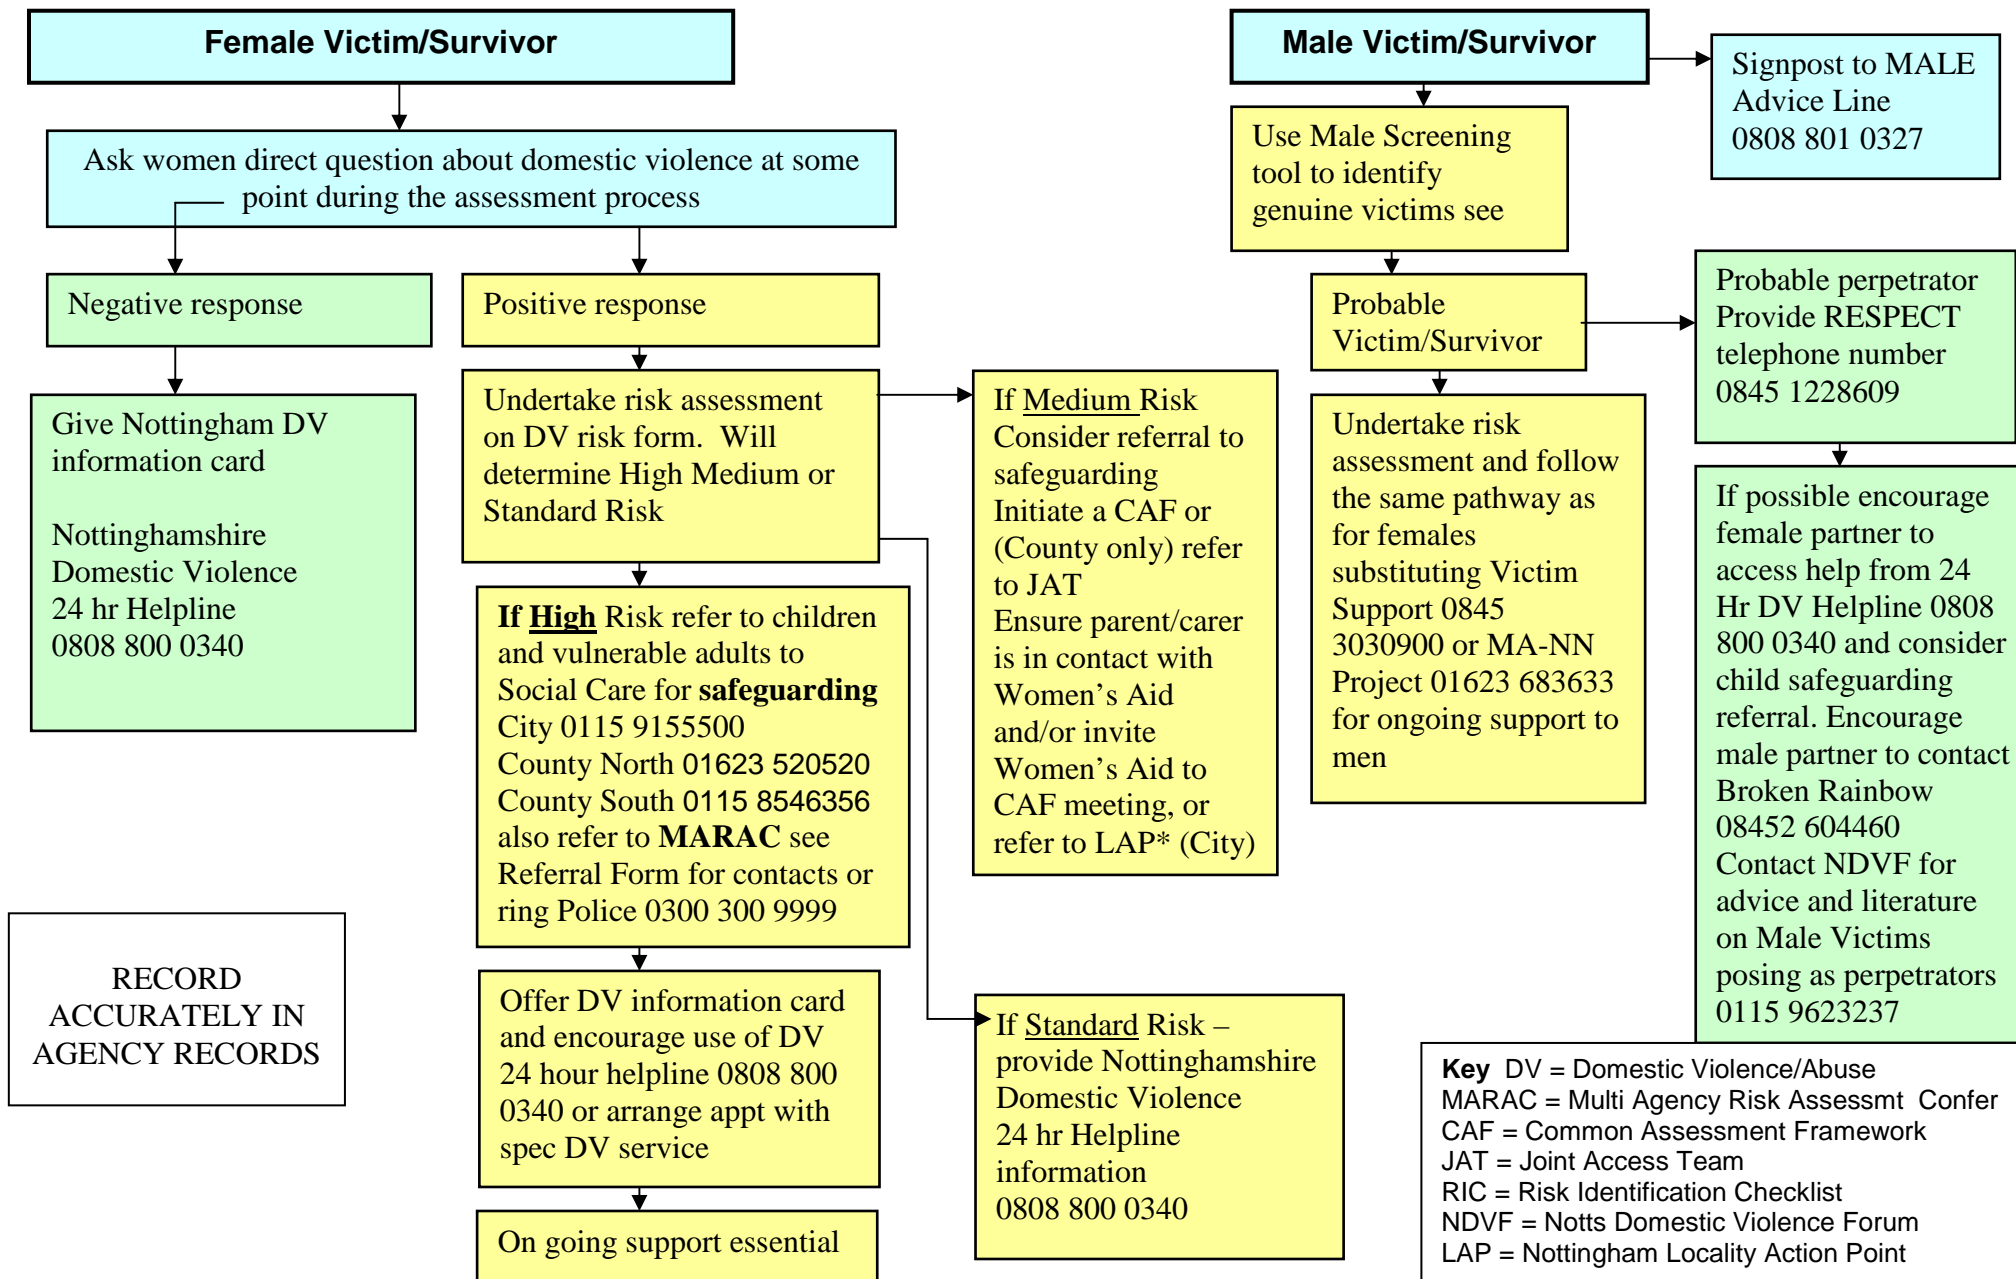 Female Victim/Survivor
Ask women direct question about domestic violence at some
point during the assessment process
Negative response
Give Nottingham DV
information card
Nottinghamshire
Domestic Violence
24 hr Helpline
0808 800 0340
Positive response
Undertake risk assessment
on DV risk form.  Will
determine High Medium or
Standard Risk
If High Risk refer to children
and vulnerable adults to
Social Care for safeguarding
City 0115 9155500
County North 01623 520520
County South 0115 8546356
also refer to MARAC see
Referral Form for contacts or
ring Police 0300 300 9999
Offer DV information card
and encourage use of DV
24 hour helpline 0808 800
0340 or arrange appt with
spec DV service
On going support essential
If Medium Risk
Consider referral to
safeguarding
Initiate a CAF or
(County only) refer
to JAT
Ensure parent/carer
is in contact with
Women’s Aid
and/or invite
Women’s Aid to
CAF meeting, or
refer to LAP* (City)
If Standard Risk –
provide Nottinghamshire
Domestic Violence
24 hr Helpline
information
0808 800 0340
Male Victim/Survivor
Signpost to MALE
Advice Line
0808 801 0327
Use Male Screening
tool to identify
genuine victims see
Probable
Victim/Survivor
Undertake risk
assessment and follow
the same pathway as
for females
substituting Victim
Support 0845
3030900 or MA-NN
Project 01623 683633
for ongoing support to
men
Probable perpetrator
Provide RESPECT
telephone number
0845 1228609
If possible encourage
female partner to
access help from 24
Hr DV Helpline 0808
800 0340 and consider
child safeguarding
referral. Encourage
male partner to contact
Broken Rainbow
08452 604460
Contact NDVF for
advice and literature
on Male Victims
posing as perpetrators
0115 9623237
RECORD
ACCURATELY IN
AGENCY RECORDS
Key  DV = Domestic Violence/Abuse
MARAC = Multi Agency Risk Assessmt  Confer
CAF = Common Assessment Framework
JAT = Joint Access Team
RIC = Risk Identification Checklist
NDVF = Notts Domestic Violence Forum
LAP = Nottingham Locality Action Point